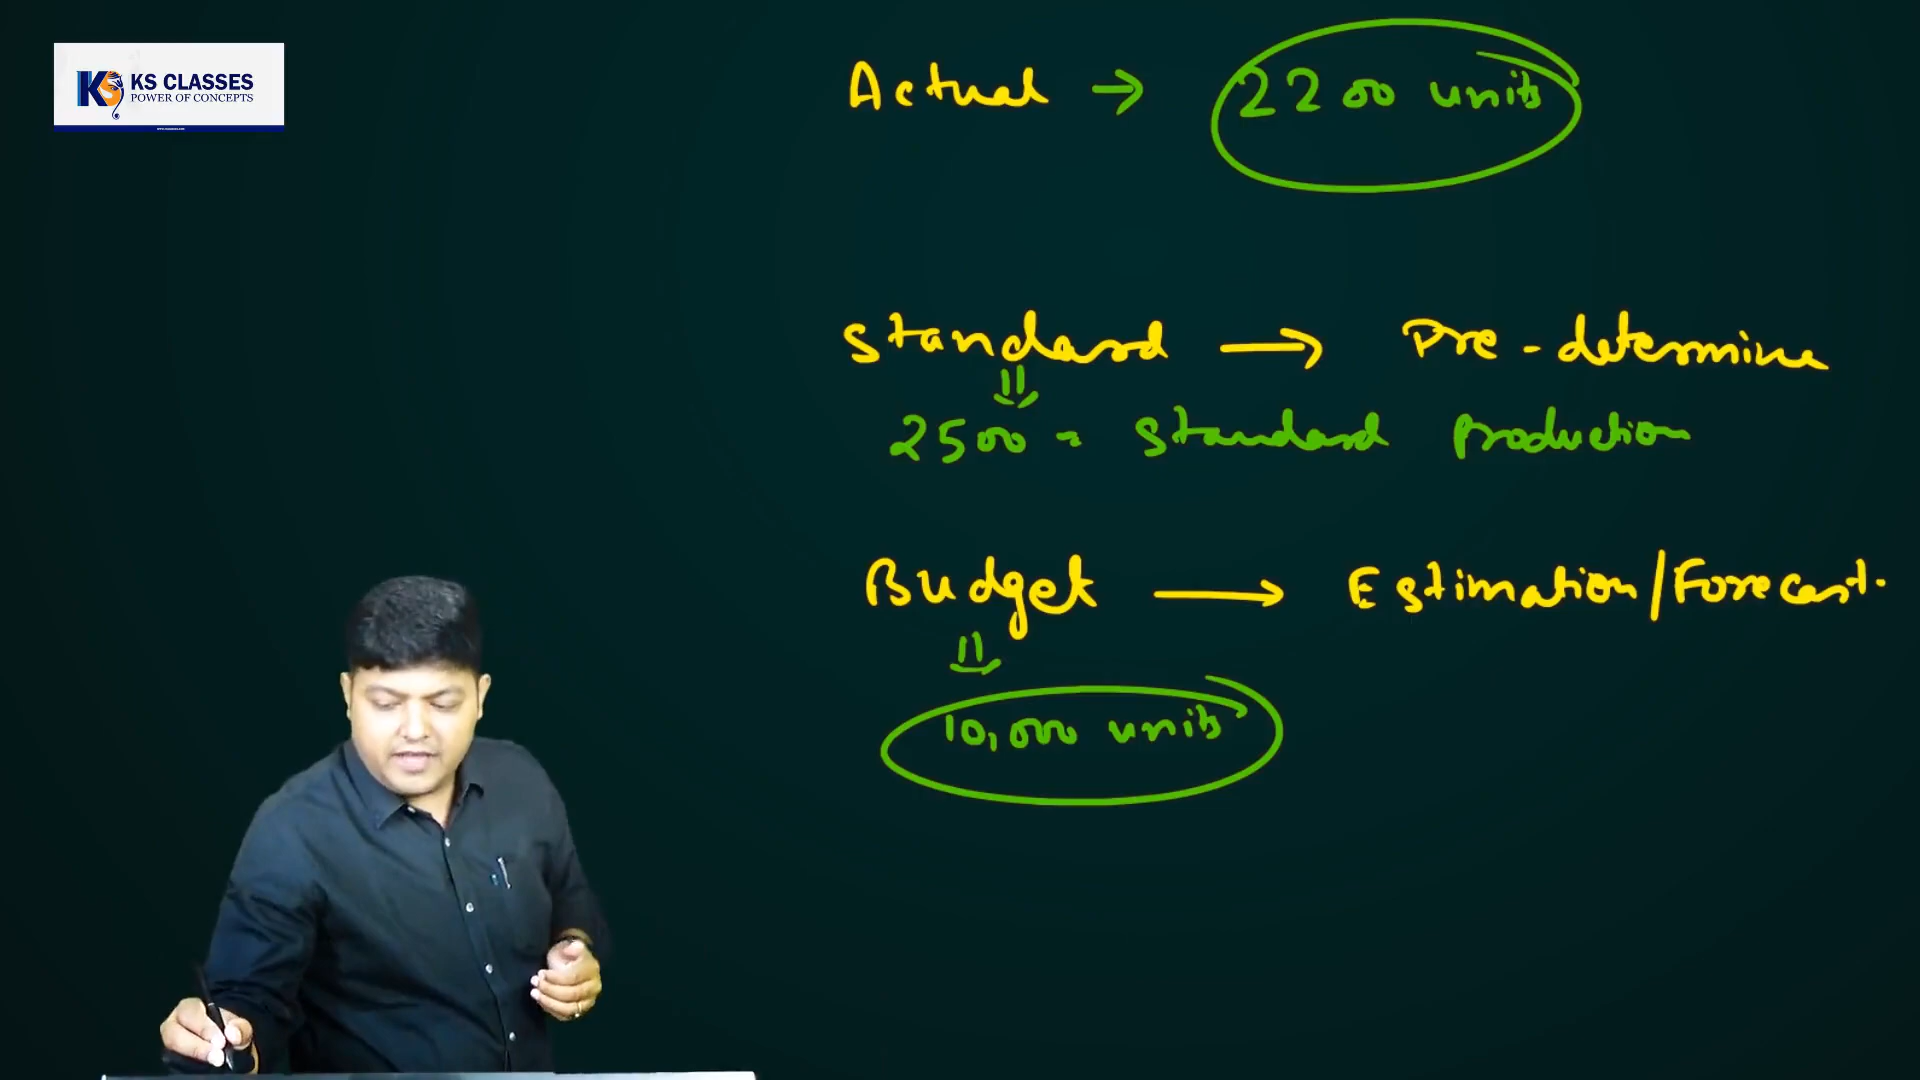 KS CLASSES
POWER OF CONCEPTS
Actual → 2200 units
Standard → Pre-determine
2500 = Standard production
Budget → Estimation/Forecast.
10,000 units